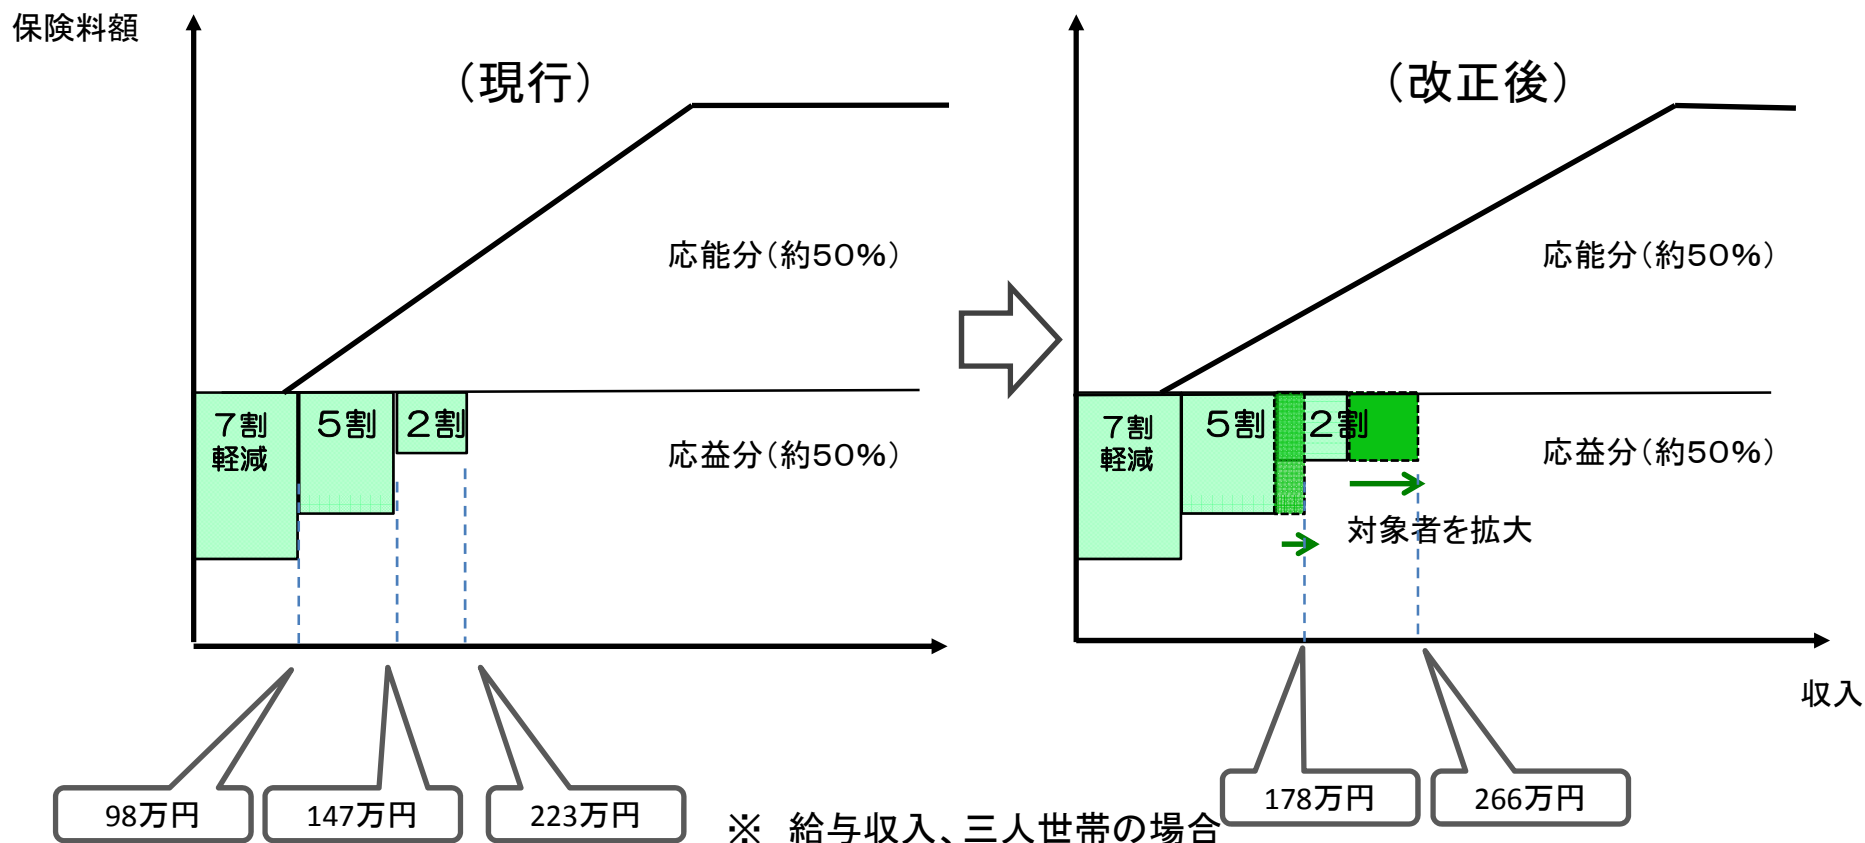 保険料額
（現行）
応能分（約50%）
7割
軽減
5割
2割
応益分（約50%）
98万円
147万円
223万円
（改正後）
応能分（約50%）
7割
軽減
5割
2割
応益分（約50%）
対象者を拡大
収入
178万円
266万円
※　給与収入、三人世帯の場合